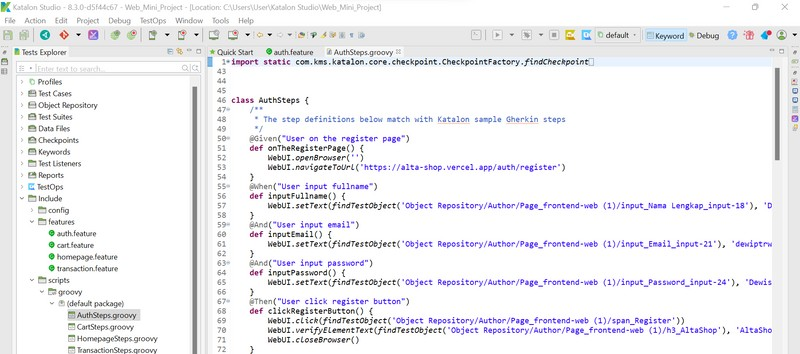 Katalon Studio - 8.3.0-d5f44c67 - Web_Mini_Project - [Location: C:\Users\User\Katalon Studio\Web_Mini_Project]
File Action Edit Project Debug TestOps Window Tools Help
default Keyword Debug
Tests Explorer
Enter text to search...
Profiles
Test Cases
Object Repository
Test Suites
Data Files
Checkpoints
Keywords
Test Listeners
Reports
TestOps
Include
config
features
auth.feature
cart.feature
homepage.feature
transaction.feature
scripts
groovy
(default package)
AuthSteps.groovy
CartSteps.groovy
HomepageSteps.groovy
TransactionSteps.groovy
Quick Start auth.feature AuthSteps.groovy
1 import static com.kms.katalon.core.checkpoint.CheckpointFactory.findCheckpoint
43
44
46 class AuthSteps {
47 /**
48 * The step definitions below match with Katalon sample Gherkin steps
49 */
50 @Given("User on the register page")
51 def onTheRegisterPage() {
52 WebUI.openBrowser('')
53 WebUI.navigateToUrl('https://alta-shop.vercel.app/auth/register')
54 }
55 @When("User input fullname")
56 def inputFullname() {
57 WebUI.setText(findTestObject('Object Repository/Author/Page_frontend-web (1)/input_Nama Lengkap_input-18'), 'D
58 }
59 @And("User input email")
60 def inputEmail() {
61 WebUI.setText(findTestObject('Object Repository/Author/Page_frontend-web (1)/input_Email_input-21'), 'dewiptrw
62 }
63 @And("User input password")
64 def inputPassword() {
65 WebUI.setText(findTestObject('Object Repository/Author/Page_frontend-web (1)/input_Password_input-24'), 'Dewis
66 }
67 @Then("User click register button")
68 def clickRegisterButton() {
69 WebUI.click(findTestObject('Object Repository/Author/Page_frontend-web (1)/span_Register'))
70 WebUI.verifyElementText(findTestObject('Object Repository/Author/Page_frontend-web (1)/h3_AltaShop'), 'AltaSho
71 WebUI.closeBrowser()
72 }